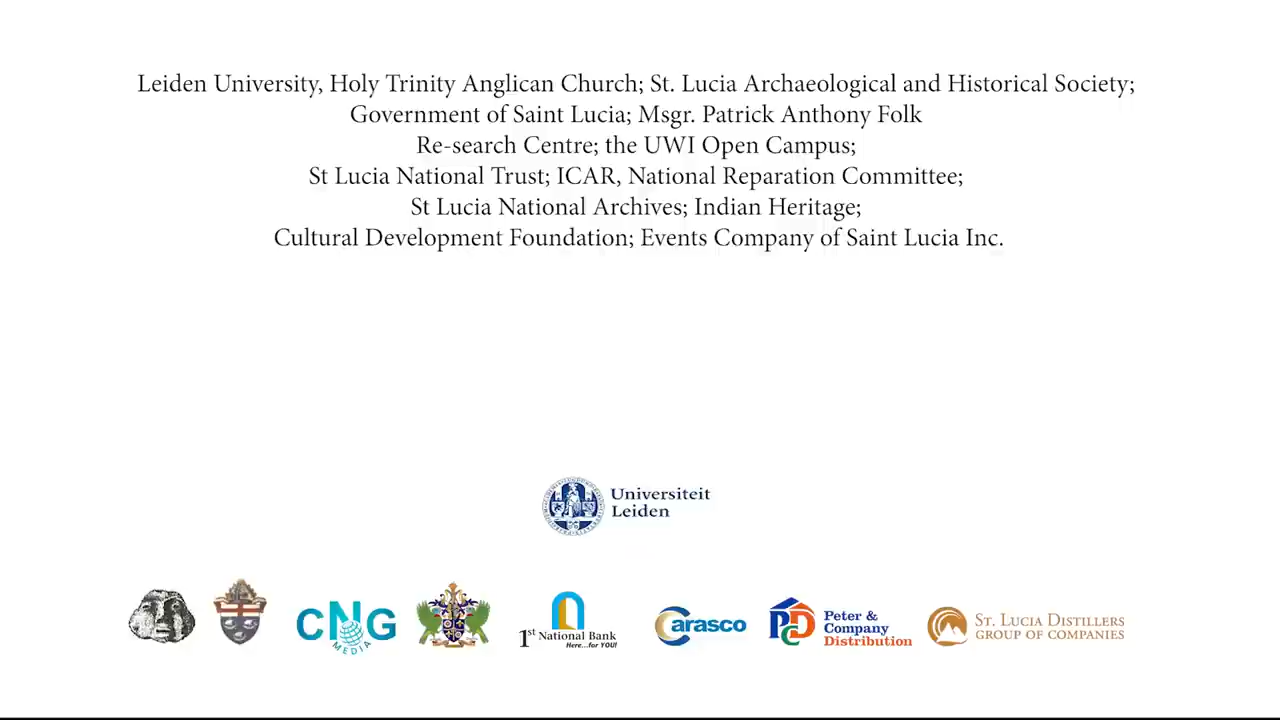 Leiden University, Holy Trinity Anglican Church; St. Lucia Archaeological and Historical Society;
Government of Saint Lucia; Msgr. Patrick Anthony Folk
Re-search Centre; the UWI Open Campus;
St Lucia National Trust; ICAR, National Reparation Committee;
St Lucia National Archives; Indian Heritage;
Cultural Development Foundation; Events Company of Saint Lucia Inc.
Universiteit
Leiden
CNG
MEDIA
1st National Bank
Here...for YOU!
Carasco
PCD
Peter &
Company
Distribution
St. Lucia Distillers
GROUP OF COMPANIES